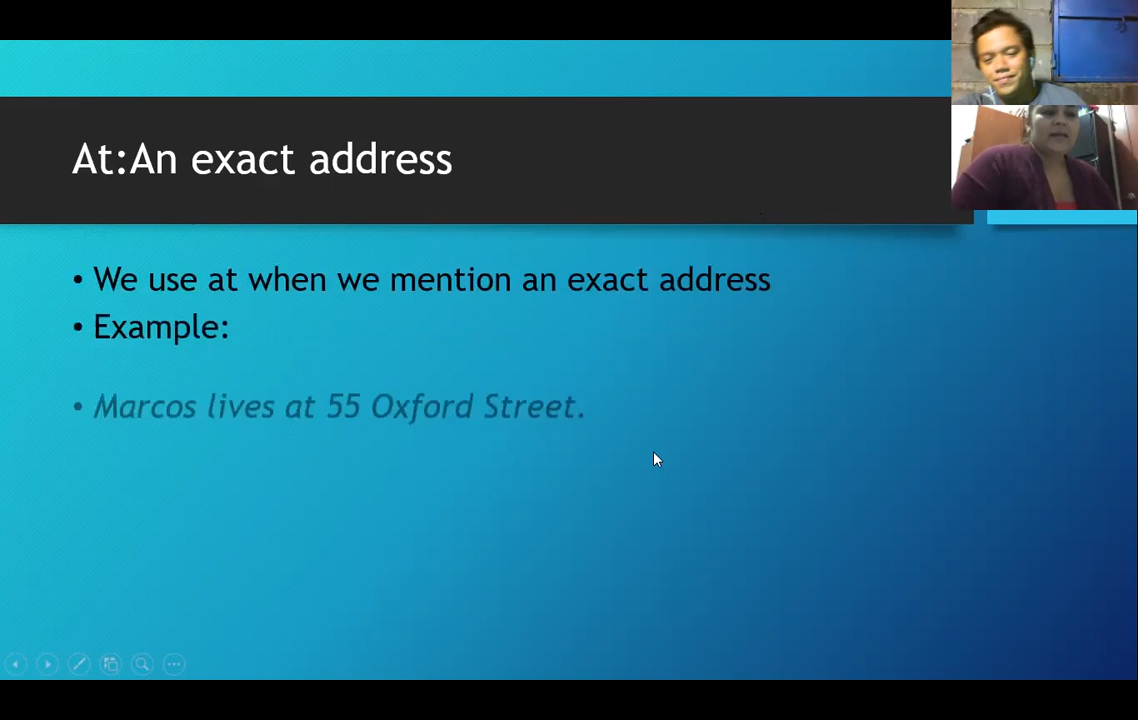 At:An exact address
• We use at when we mention an exact address
• Example:
• Marcos lives at 55 Oxford Street.